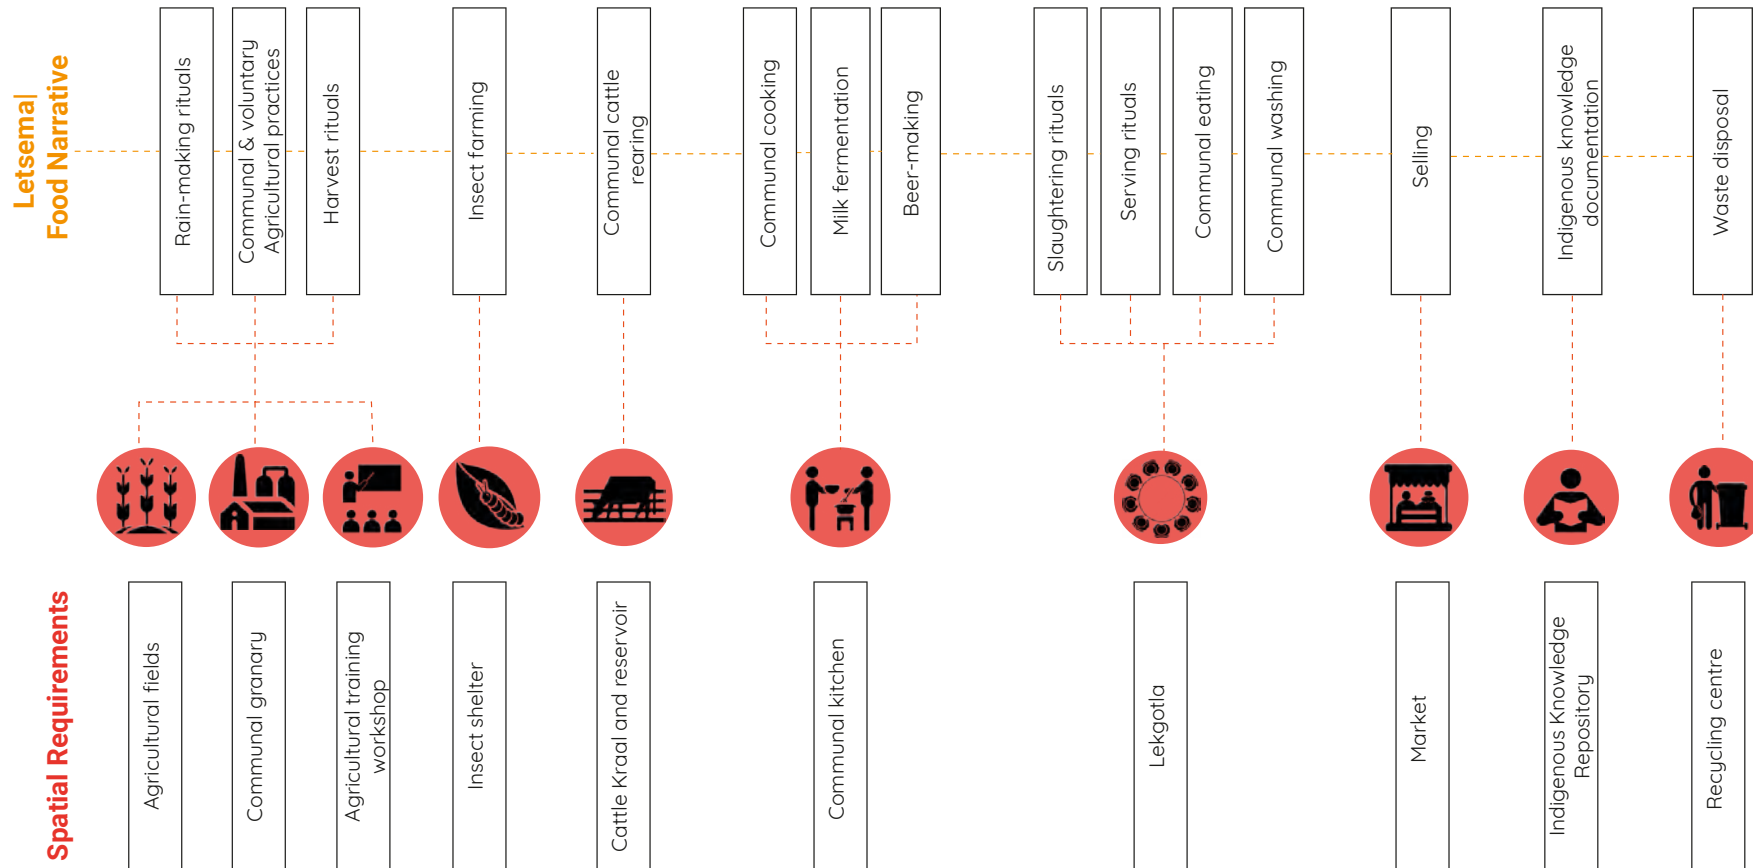 Letsema|
Food Narrative
Rain-making rituals
Communal & voluntary
Agricultural practices
Harvest rituals
Insect farming
Communal cattle
rearing
Communal cooking
Milk fermentation
Beer-making
Slaughtering rituals
Serving rituals
Communal eating
Communal washing
Selling
Indigenous knowledge
documentation
Waste disposal
Spatial Requirements
Agricultural fields
Communal granary
Agricultural training
workshop
Insect shelter
Cattle Kraal and reservoir
Communal kitchen
Lekgotla
Market
Indigenous Knowledge
Repository
Recycling centre